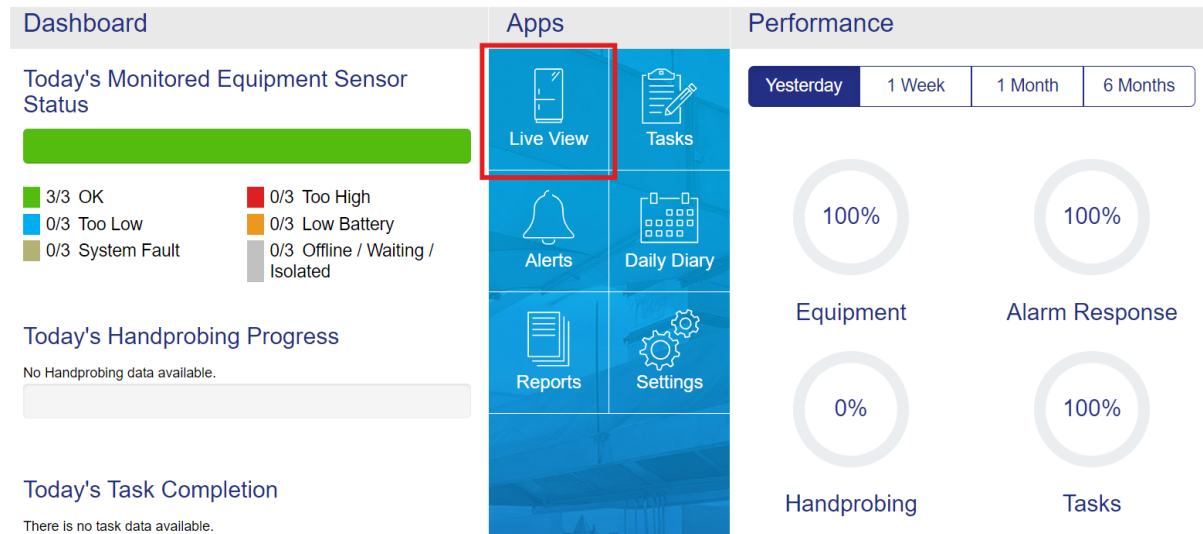 Dashboard
Today's Monitored Equipment Sensor
Status
3/3 OK
0/3 Too High
0/3 Too Low
0/3 Low Battery
0/3 System Fault
0/3 Offline / Waiting /
Isolated
Today's Handprobing Progress
No Handprobing data available.
Today's Task Completion
There is no task data available.
Apps
Live View
Tasks
Alerts
Daily Diary
Reports
Settings
Performance
Yesterday
1 Week
1 Month
6 Months
100%
Equipment
100%
Alarm Response
0%
Handprobing
100%
Tasks